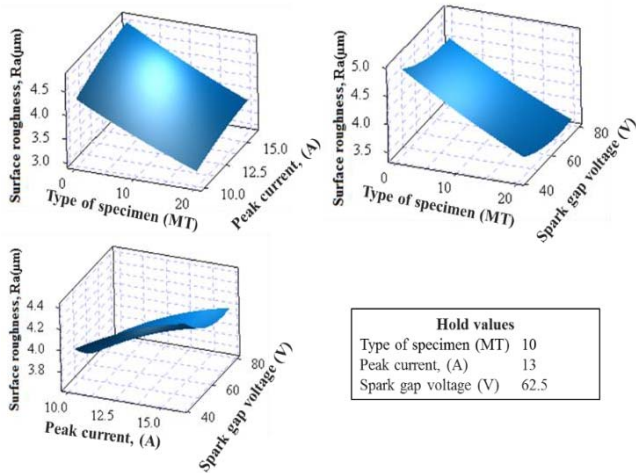 Surface roughness, Ra(μm)
4.5
4.0
3.5
3.0
0
10
20
Type of specimen (MT)
10.0
12.5
15.0
Peak current, (A)
Surface roughness, Ra(μm)
5.0
4.5
4.0
3.5
0
10
20
Type of specimen (MT)
40
60
80
Spark gap voltage (V)
Surface roughness, Ra(μm)
4.4
4.2
4.0
3.8
10.0
12.5
15.0
Peak current, (A)
40
60
80
Spark gap voltage (V)
Hold values
Type of specimen (MT) 10
Peak current, (A) 13
Spark gap voltage (V) 62.5